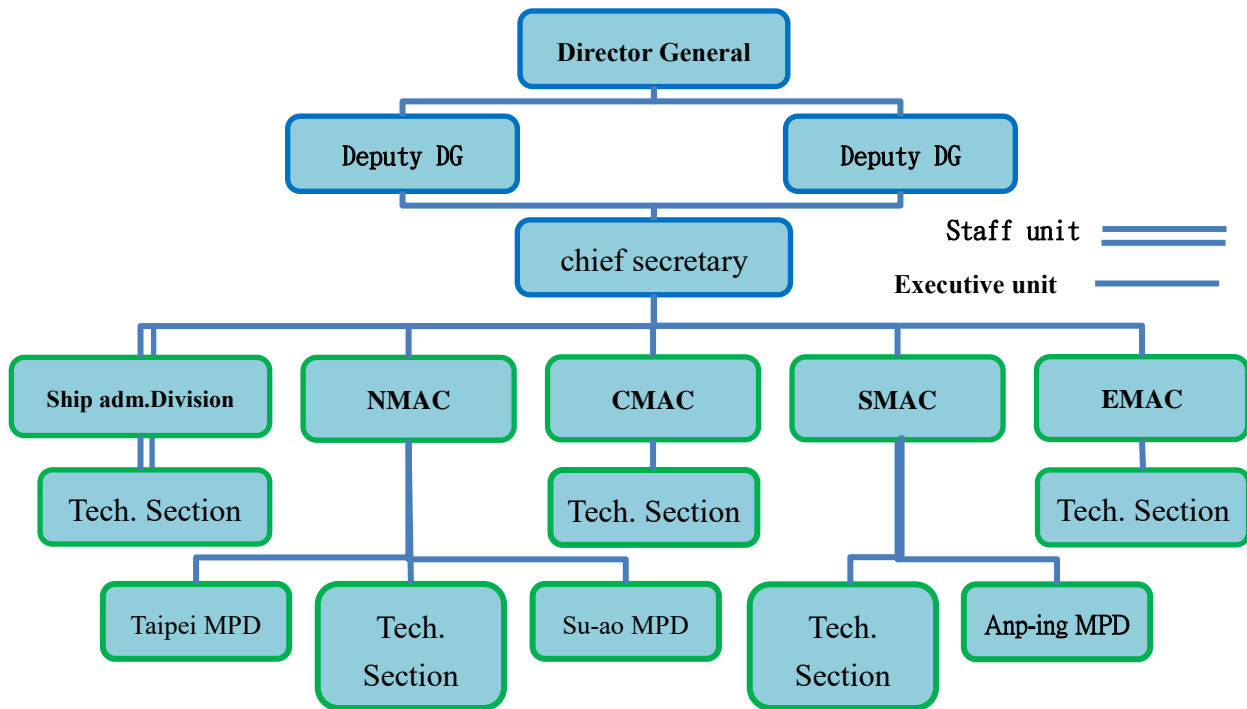 Director General
Deputy DG
Deputy DG
chief secretary
Staff unit
Executive unit
Ship adm.Division
NMAC
CMAC
SMAC
EMAC
Tech. Section
Tech. Section
Tech. Section
Taipei MPD
Tech.
Section
Su-ao MPD
Tech.
Section
Anp-ing MPD